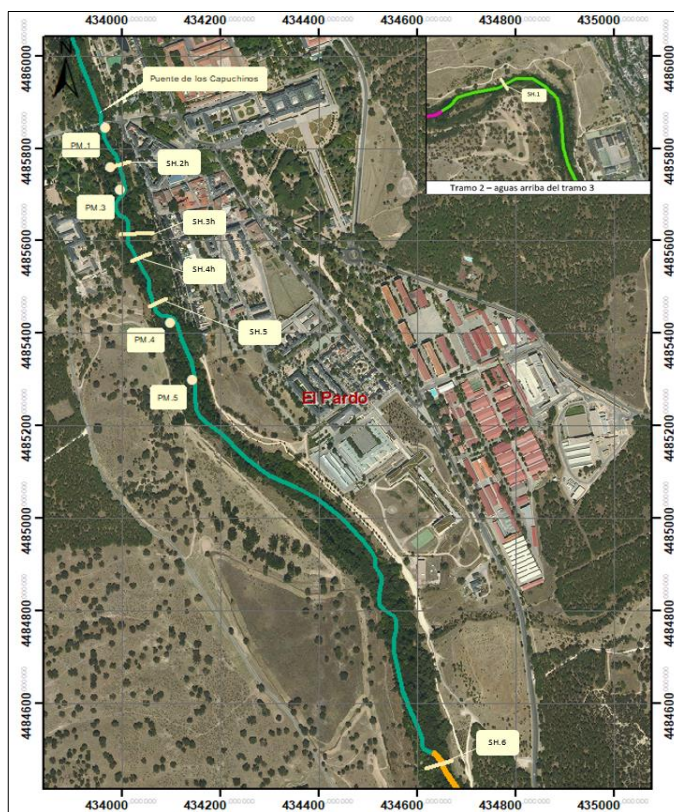 434000 434200 434400 434600 434800 435000
N
4486000
4485800
4485600
4485400
4485200
4485000
4484800
4484600
4486000
4485800
4485600
4485400
4485200
4485000
4484800
4484600
Puente de los Capuchinos
SH.1
Tramo 2 – aguas arriba del tramo 3
PM.1
SH.2h
PM.3
SH.3h
SH.4h
SH.5
PM.4
PM.5
El Pardo
SH.6
434000 434200 434400 434600 434800 435000